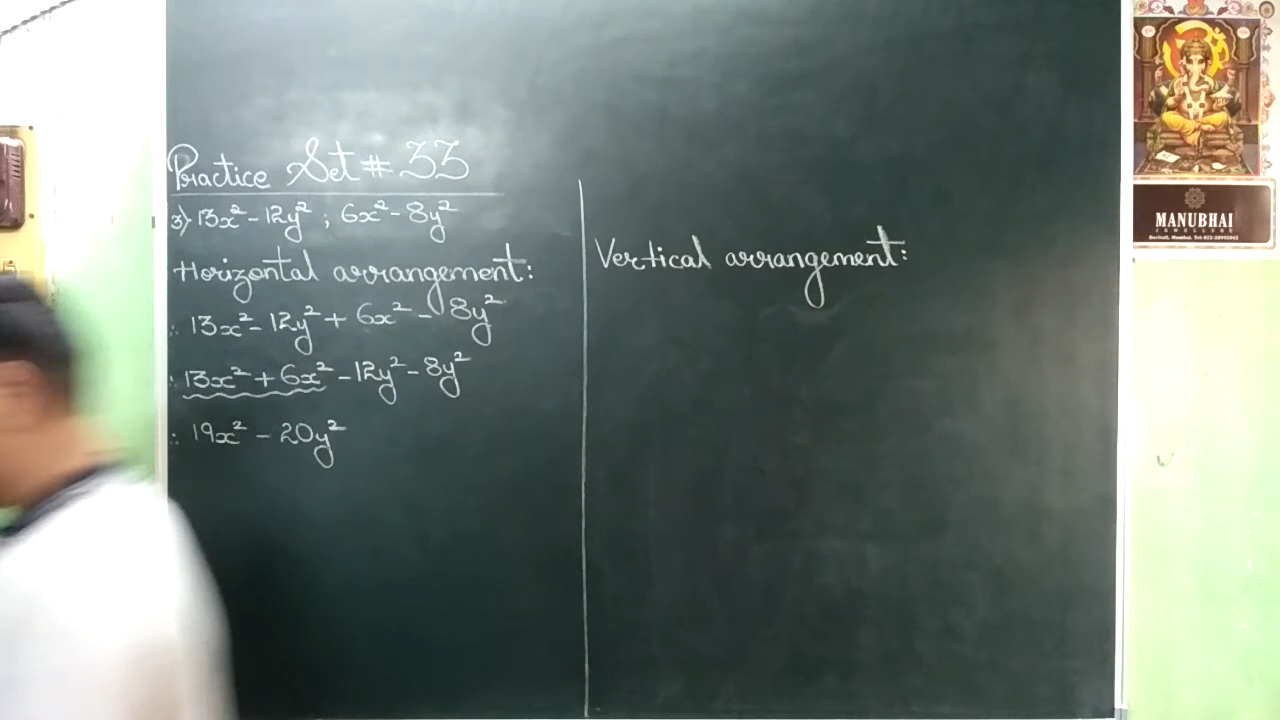 Practice Set # 33
3) 13x² - 12y² ; 6x² - 8y²
Horizontal arrangement:
∴ 13x² - 12y² + 6x² - 8y²
∴ 13x² + 6x² - 12y² - 8y²
∴ 19x² - 20y²
Vertical arrangement:
MANUBHAI
JEWELLERS